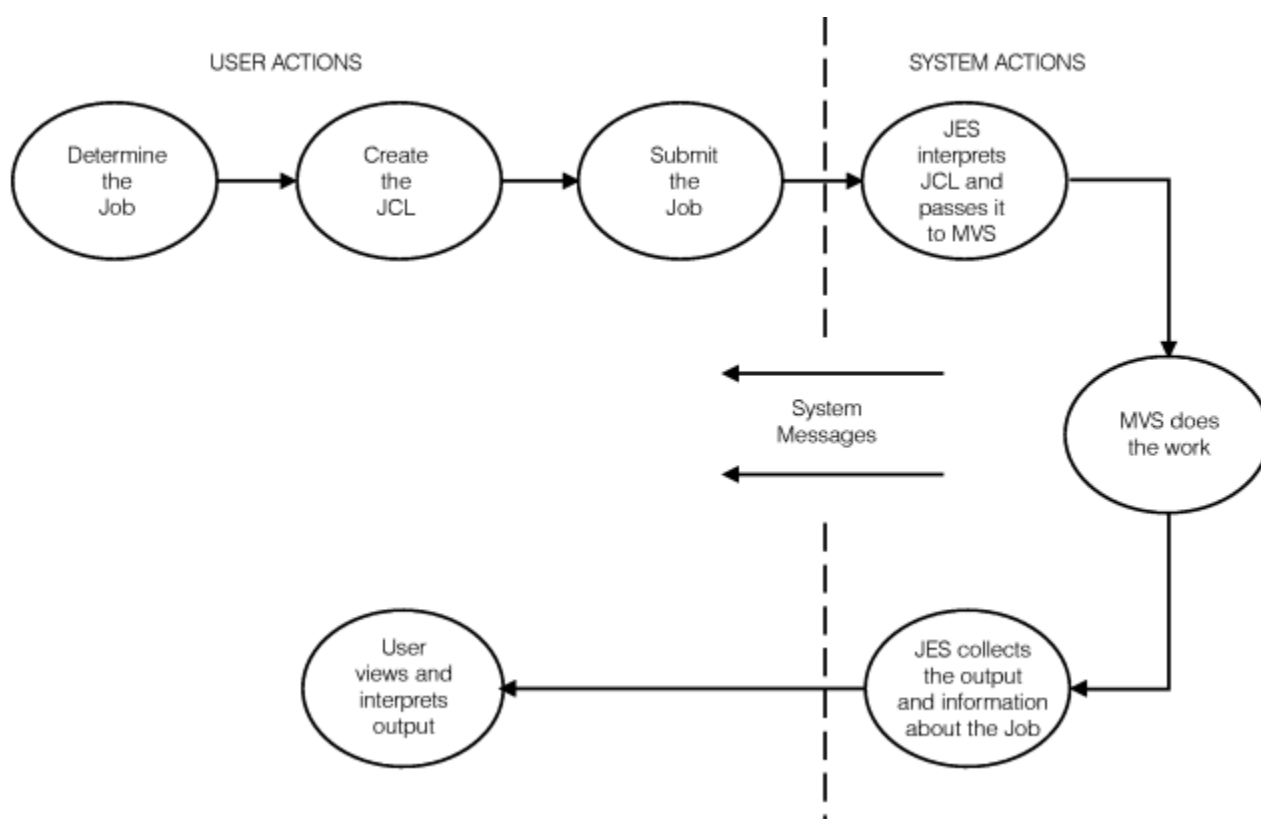 USER ACTIONS
SYSTEM ACTIONS
Determine
the
Job
Create
the
JCL
Submit
the
Job
JES
interprets
JCL and
passes it
to MVS
System
Messages
MVS does
the work
User
views and
interprets
output
JES collects
the output
and information
about the Job